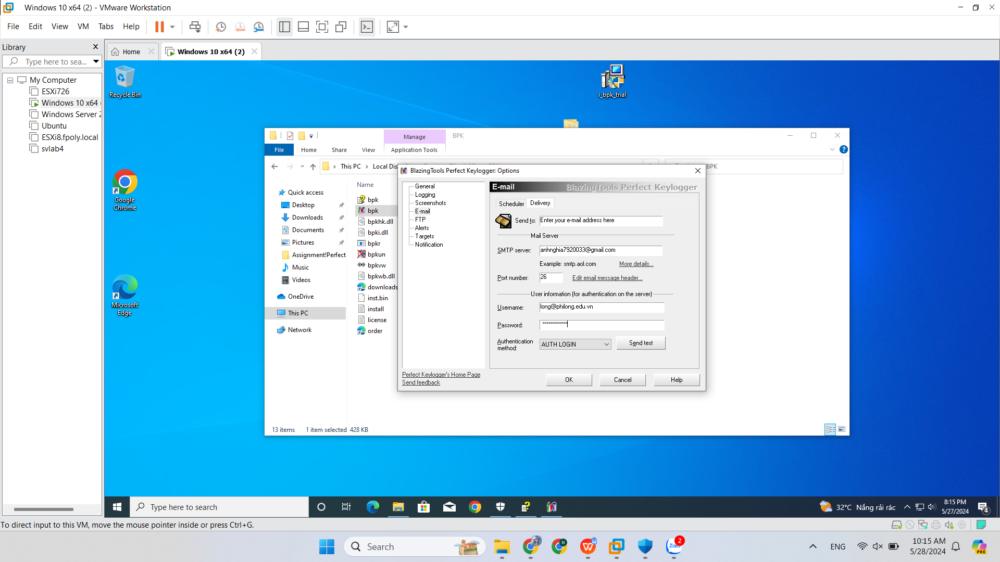 Windows 10 x64 (2) - VMware Workstation
File Edit View VM Tabs Help
Library
Type here to sea...
My Computer
ESXi726
Windows 10 x64
Windows Server 2
Ubuntu
ESXi8.fpoly.local
svlab4
Home
Windows 10 x64 (2)
Recycle Bin
i_bpk_trial
Google
Chrome
Microsoft
Edge
Manage
BPK
File
Home
Share
View
Application Tools
This PC
Local Dis
BPK
Quick access
Desktop
Downloads
Documents
Pictures
Assignment!Perfect
Music
Videos
OneDrive
This PC
Network
Name
bpk
bpk
bpkhk.dll
bpki.dll
bpkr
bpkun
bpkvw
bpkwb.dll
downloads
inst.bin
install
license
order
13 items
1 item selected 428 KB
BlazingTools Perfect Keylogger: Options
General
Logging
Screenshots
E-mail
FTP
Alerts
Targets
Notification
Perfect Keylogger's Home Page
Send feedback
E-mail
BlazingTools Perfect Keylogger
Scheduler
Delivery
Send to:
Enter your e-mail address here
Mail Server
SMTP server:
anhnghia7920033@gmail.com
Example: smtp.aol.com
More details...
Port number:
26
Edit email message header...
User information (for authentication on the server)
Username:
long@philong.edu.vn
Password:
Authentication
method:
AUTH LOGIN
Send test
OK
Cancel
Help
Type here to search
32°C Nắng rải rác
8:15 PM
5/27/2024
4
To direct input to this VM, move the mouse pointer inside or press Ctrl+G.
Search
Zalo
2
ENG
10:15 AM
5/28/2024
PRE